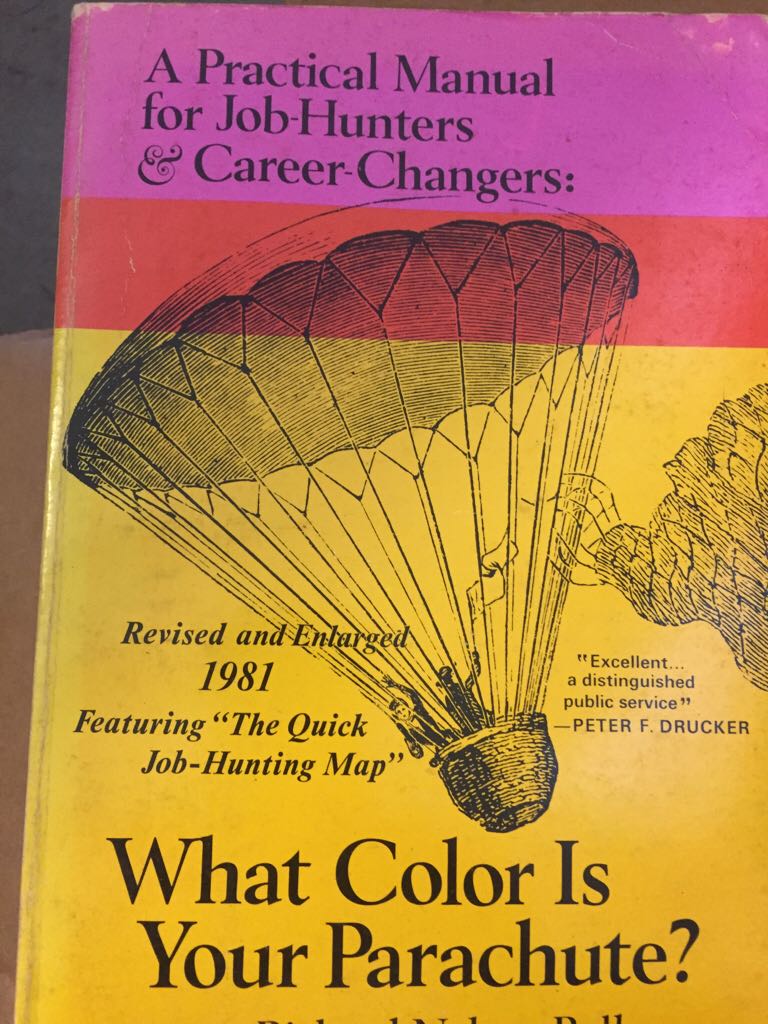 A Practical Manual
for Job-Hunters
& Career-Changers:
Revised and Enlarged
1981
Featuring “The Quick
Job-Hunting Map”
"Excellent...
a distinguished
public service"
—PETER F. DRUCKER
What Color Is
Your Parachute?